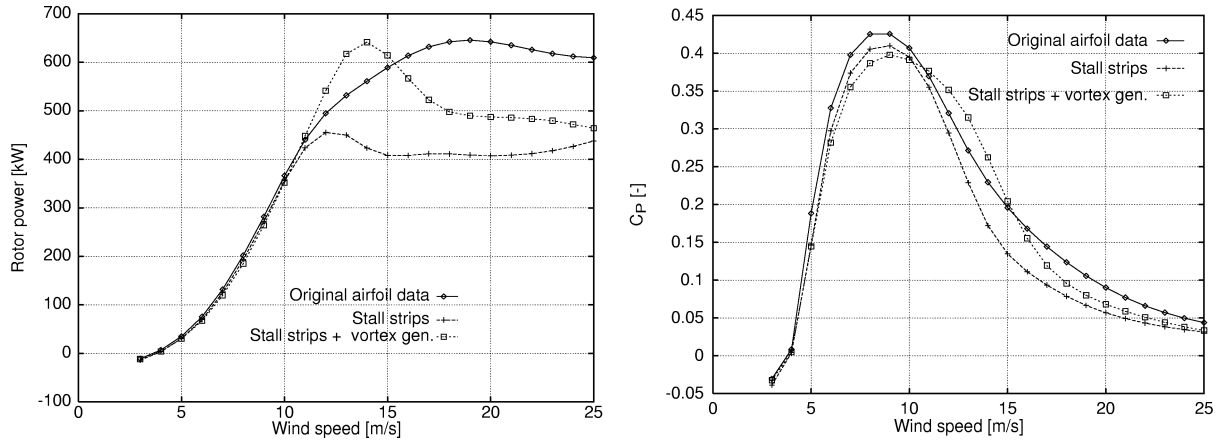 700
600
500
400
300
200
100
0
-100
Rotor power [kW]
Original airfoil data
Stall strips
Stall strips + vortex gen.
0 5 10 15 20 25
Wind speed [m/s]
0.45
0.4
0.35
0.3
0.25
0.2
0.15
0.1
0.05
0
-0.05
CP [-]
Original airfoil data
Stall strips
Stall strips + vortex gen.
0 5 10 15 20 25
Wind speed [m/s]